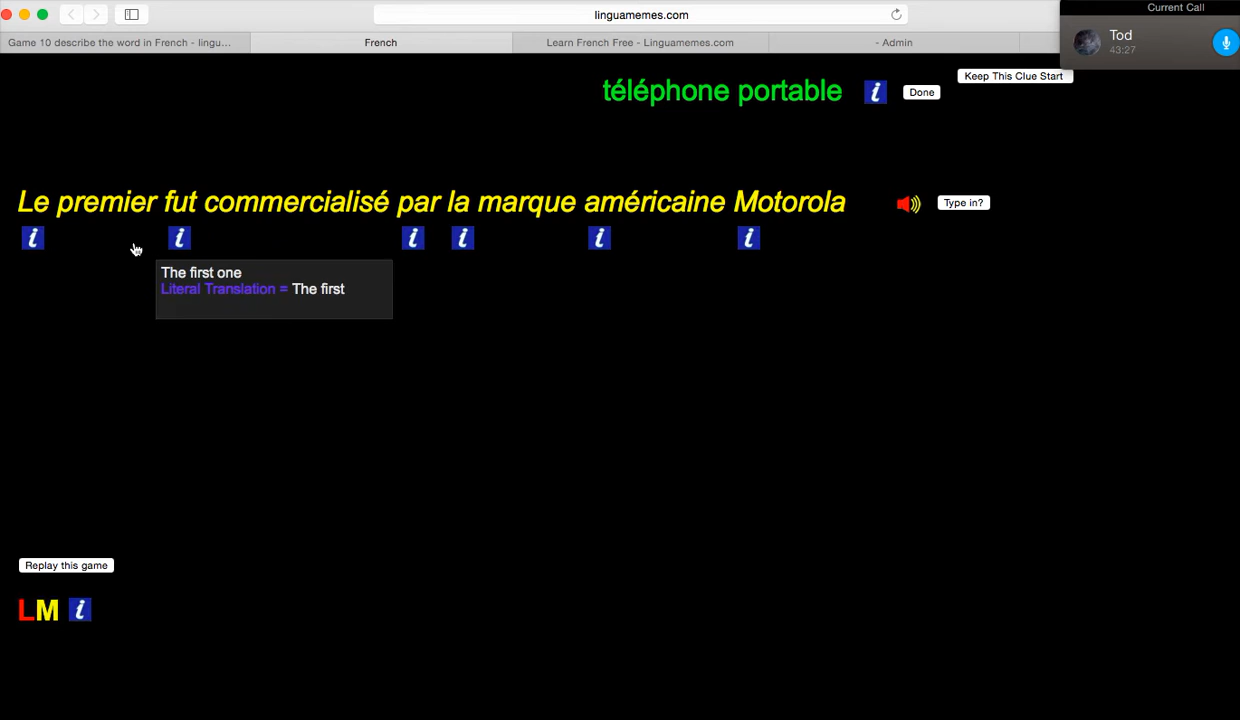 linguamemes.com
Current Call
Tod
43:27
Game 10 describe the word in French - lingu...
French
Learn French Free - Linguamemes.com
- Admin
Keep This Clue Start
téléphone portable
i
Done
Le premier fut commercialisé par la marque américaine Motorola
Type in?
i i i i i i
The first one
Literal Translation = The first
Replay this game
LM i